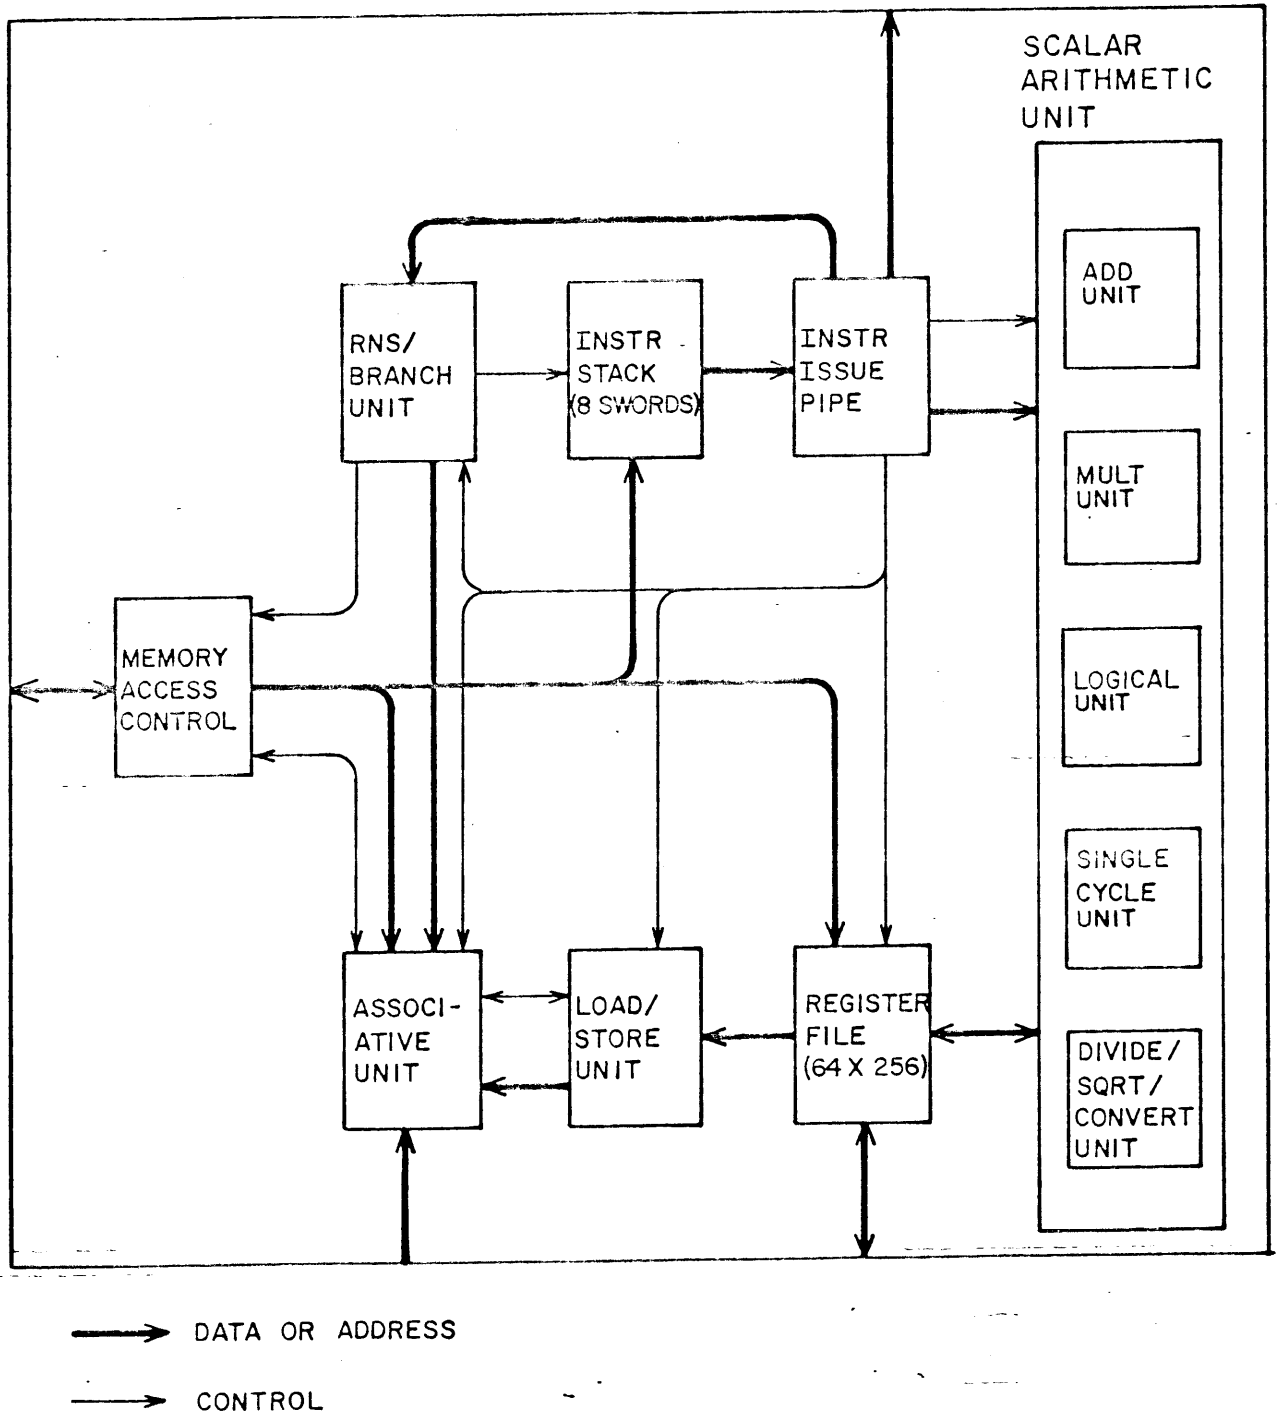 SCALAR
ARITHMETIC
UNIT
RNS/
BRANCH
UNIT
INSTR
STACK
(8 SWORDS)
INSTR
ISSUE
PIPE
ADD
UNIT
MULT
UNIT
LOGICAL
UNIT
SINGLE
CYCLE
UNIT
DIVIDE/
SQRT/
CONVERT
UNIT
MEMORY
ACCESS
CONTROL
ASSOCI-
ATIVE
UNIT
LOAD/
STORE
UNIT
REGISTER
FILE
(64 X 256)
DATA OR ADDRESS
CONTROL